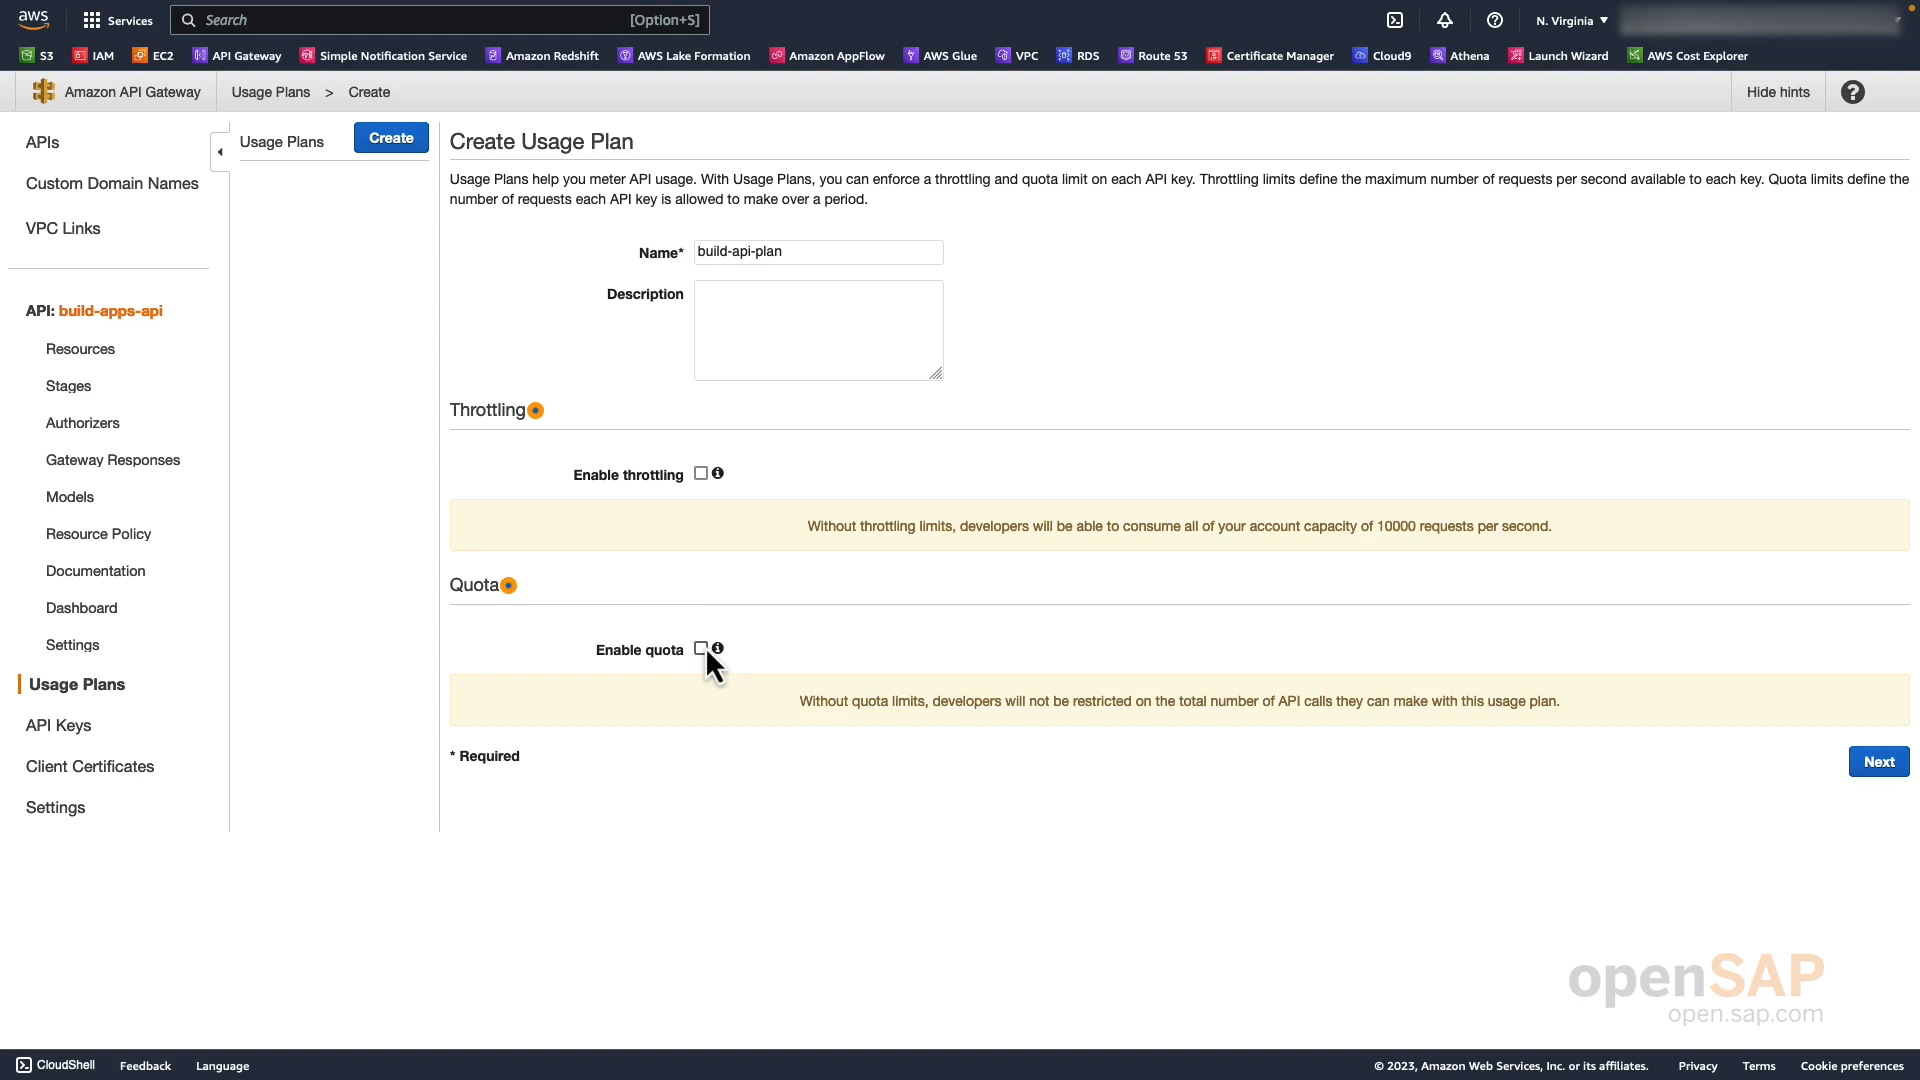 aws
Services
Search
[Option+S]
N. Virginia
S3
IAM
EC2
API Gateway
Simple Notification Service
Amazon Redshift
AWS Lake Formation
Amazon AppFlow
AWS Glue
VPC
RDS
Route 53
Certificate Manager
Cloud9
Athena
Launch Wizard
AWS Cost Explorer
Amazon API Gateway
Usage Plans > Create
Hide hints
APIs
Custom Domain Names
VPC Links
API: build-apps-api
Resources
Stages
Authorizers
Gateway Responses
Models
Resource Policy
Documentation
Dashboard
Settings
Usage Plans
API Keys
Client Certificates
Settings
Usage Plans
Create
Create Usage Plan
Usage Plans help you meter API usage. With Usage Plans, you can enforce a throttling and quota limit on each API key. Throttling limits define the maximum number of requests per second available to each key. Quota limits define the
number of requests each API key is allowed to make over a period.
Name* build-api-plan
Description
Throttling
Enable throttling
Without throttling limits, developers will be able to consume all of your account capacity of 10000 requests per second.
Quota
Enable quota
Without quota limits, developers will not be restricted on the total number of API calls they can make with this usage plan.
* Required
Next
openSAP
open.sap.com
CloudShell
Feedback
Language
© 2023, Amazon Web Services, Inc. or its affiliates.
Privacy
Terms
Cookie preferences